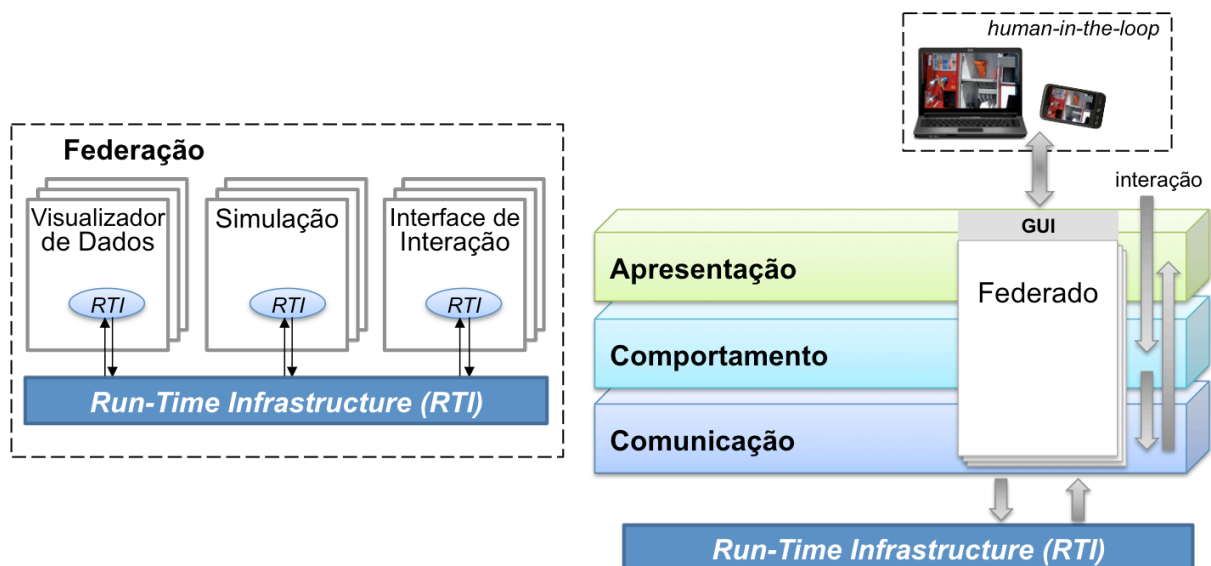 Federação
Visualizador
de Dados
RTI
Simulação
RTI
Interface de
Interação
RTI
Run-Time Infrastructure (RTI)
human-in-the-loop
interação
GUI
Federado
Apresentação
Comportamento
Comunicação
Run-Time Infrastructure (RTI)